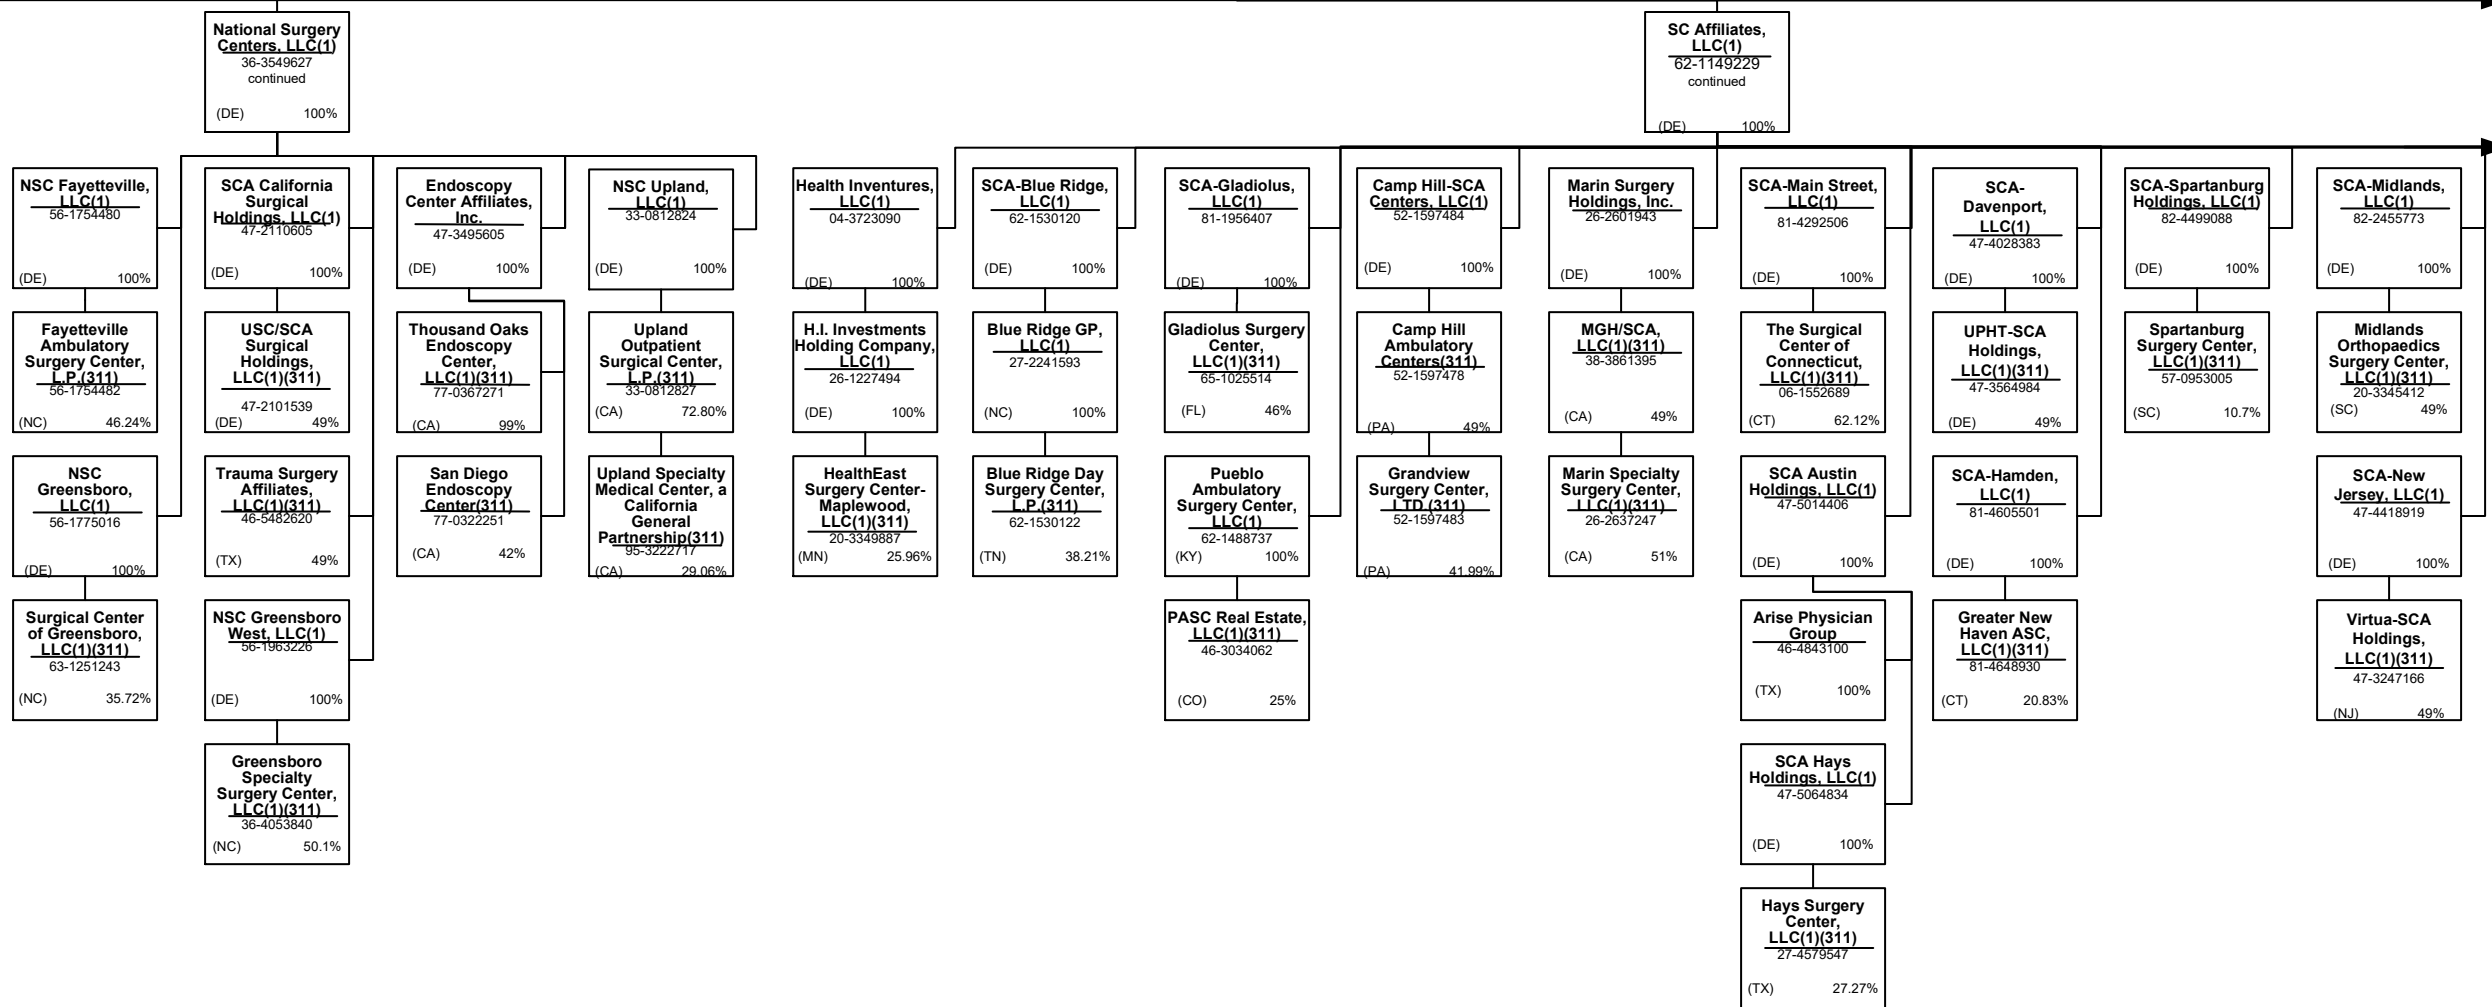 National Surgery
Centers, LLC(1)
36-3549627
continued
(DE) 100%
SC Affiliates,
LLC(1)
62-1149229
continued
(DE) 100%
NSC Fayetteville,
LLC(1)
56-1754480
(DE) 100%
SCA California
Surgical
Holdings, LLC(1)
47-2110605
(DE) 100%
Endoscopy
Center Affiliates,
Inc.
47-3495605
(DE) 100%
NSC Upland,
LLC(1)
33-0812824
(DE) 100%
Health Inventures,
LLC(1)
04-3723090
(DE) 100%
SCA-Blue Ridge,
LLC(1)
62-1530120
(DE) 100%
SCA-Gladiolus,
LLC(1)
81-1956407
(DE) 100%
Camp Hill-SCA
Centers, LLC(1)
52-1597484
(DE) 100%
Marin Surgery
Holdings, Inc.
26-2601943
(DE) 100%
SCA-Main Street,
LLC(1)
81-4292506
(DE) 100%
SCA-
Davenport,
LLC(1)
47-4028383
(DE) 100%
SCA-Spartanburg
Holdings, LLC(1)
82-4499088
(DE) 100%
SCA-Midlands,
LLC(1)
82-2455773
(DE) 100%
Fayetteville
Ambulatory
Surgery Center,
L.P.(311)
56-1754482
(NC) 46.24%
USC/SCA
Surgical
Holdings,
LLC(1)(311)
47-2101539
(DE) 49%
Thousand Oaks
Endoscopy
Center,
LLC(1)(311)
77-0367271
(CA) 99%
Upland
Outpatient
Surgical Center,
L.P.(311)
33-0812827
(CA) 72.80%
H.I. Investments
Holding Company,
LLC(1)
26-1227494
(DE) 100%
Blue Ridge GP,
LLC(1)
27-2241593
(NC) 100%
Gladiolus Surgery
Center,
LLC(1)(311)
65-1025514
(FL) 46%
Camp Hill
Ambulatory
Centers(311)
52-1597478
(PA) 49%
MGH/SCA,
LLC(1)(311)
38-3861395
(CA) 49%
The Surgical
Center of
Connecticut,
LLC(1)(311)
06-1552689
(CT) 62.12%
UPHT-SCA
Holdings,
LLC(1)(311)
47-3564984
(DE) 49%
Spartanburg
Surgery Center,
LLC(1)(311)
57-0953005
(SC) 10.7%
Midlands
Orthopaedics
Surgery Center,
LLC(1)(311)
20-3345412
(SC) 49%
NSC
Greensboro,
LLC(1)
56-1775016
(DE) 100%
Trauma Surgery
Affiliates,
LLC(1)(311)
46-5482620
(TX) 49%
San Diego
Endoscopy
Center(311)
77-0322251
(CA) 42%
Upland Specialty
Medical Center, a
California
General
Partnership(311)
95-3222717
(CA) 29.06%
HealthEast
Surgery Center-
Maplewood,
LLC(1)(311)
20-3349887
(MN) 25.96%
Blue Ridge Day
Surgery Center,
L.P.(311)
62-1530122
(TN) 38.21%
Pueblo
Ambulatory
Surgery Center,
LLC(1)
62-1488737
(KY) 100%
Grandview
Surgery Center,
LTD.(311)
52-1597483
(PA) 41.99%
Marin Specialty
Surgery Center,
LLC(1)(311)
26-2637247
(CA) 51%
SCA Austin
Holdings, LLC(1)
47-5014406
(DE) 100%
SCA-Hamden,
LLC(1)
81-4605501
(DE) 100%
SCA-New
Jersey, LLC(1)
47-4418919
(DE) 100%
Surgical Center
of Greensboro,
LLC(1)(311)
63-1251243
(NC) 35.72%
NSC Greensboro
West, LLC(1)
56-1963226
(DE) 100%
PASC Real Estate,
LLC(1)(311)
46-3034062
(CO) 25%
Arise Physician
Group
46-4843100
(TX) 100%
Greater New
Haven ASC,
LLC(1)(311)
81-4648930
(CT) 20.83%
Virtua-SCA
Holdings,
LLC(1)(311)
47-3247166
(NJ) 49%
Greensboro
Specialty
Surgery Center,
LLC(1)(311)
36-4053840
(NC) 50.1%
SCA Hays
Holdings, LLC(1)
47-5064834
(DE) 100%
Hays Surgery
Center,
LLC(1)(311)
27-4579547
(TX) 27.27%